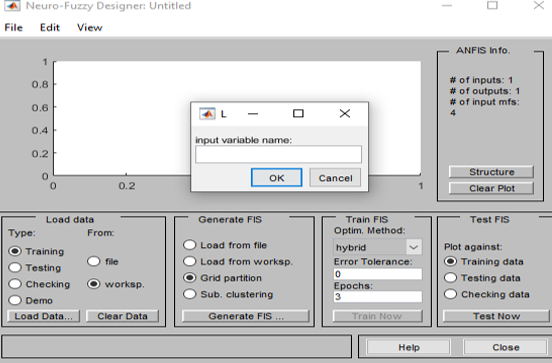 Neuro-Fuzzy Designer: Untitled
File Edit View
ANFIS Info.
# of inputs: 1
# of outputs: 1
# of input mfs:
4
Structure
Clear Plot
1
0.8
0.6
0.4
0.2
0
0 0.2 1
L
input variable name:
OK Cancel
Load data
Type: From:
Training
Testing
Checking
Demo
file
worksp.
Load Data... Clear Data
Generate FIS
Load from file
Load from worksp.
Grid partition
Sub. clustering
Generate FIS ...
Train FIS
Optim. Method:
hybrid
Error Tolerance:
0
Epochs:
3
Train Now
Test FIS
Plot against:
Training data
Testing data
Checking data
Test Now
Help Close